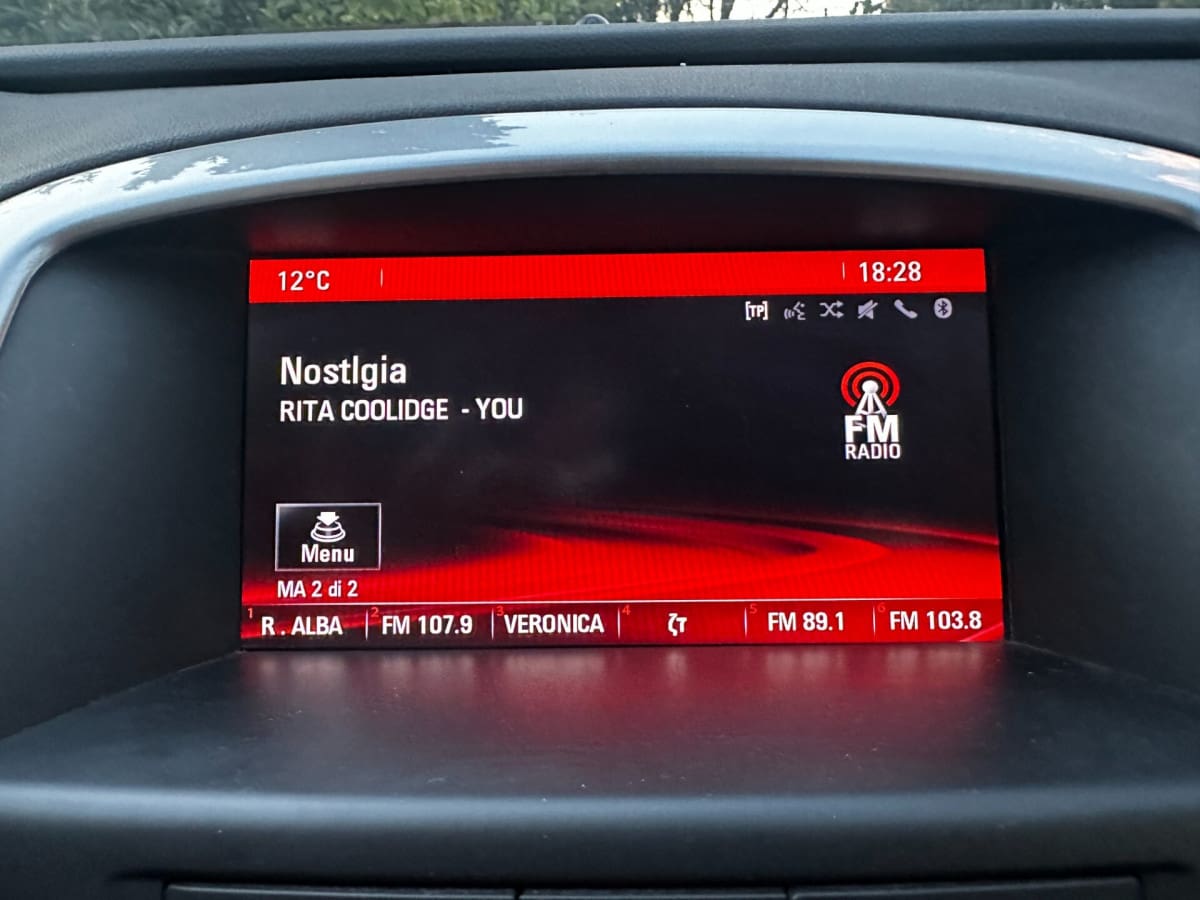 12°C 18:28
[TP]
Nostlgia
RITA COOLIDGE - YOU
FM
RADIO
Menu
MA 2 di 2
1 R . ALBA 2 FM 107.9 3 VERONICA 4 ζτ 5 FM 89.1 6 FM 103.8